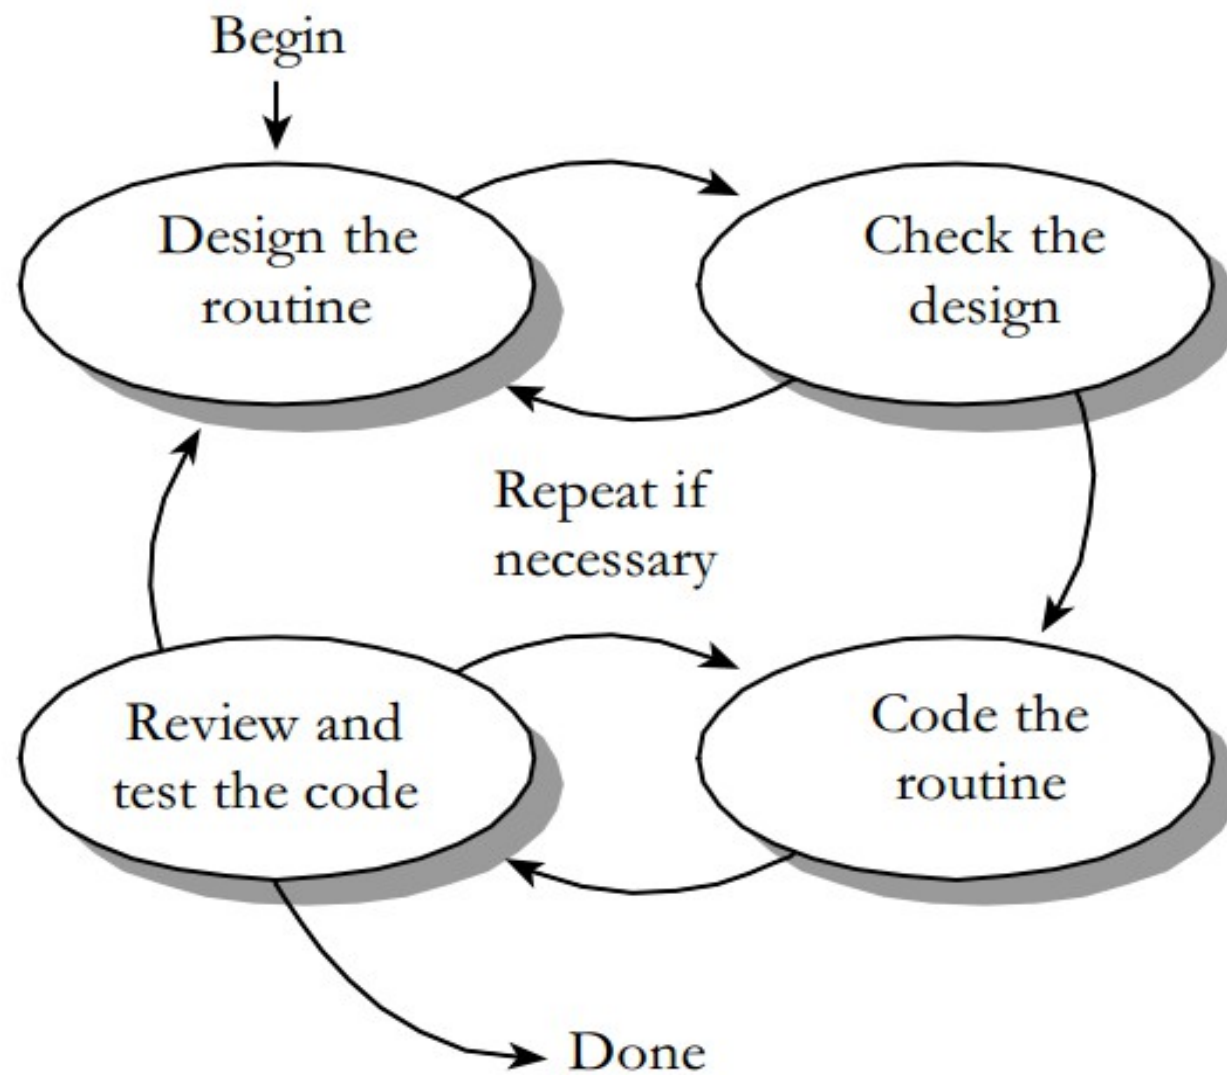 Begin
Design the
routine
Check the
design
Repeat if
necessary
Review and
test the code
Code the
routine
Done